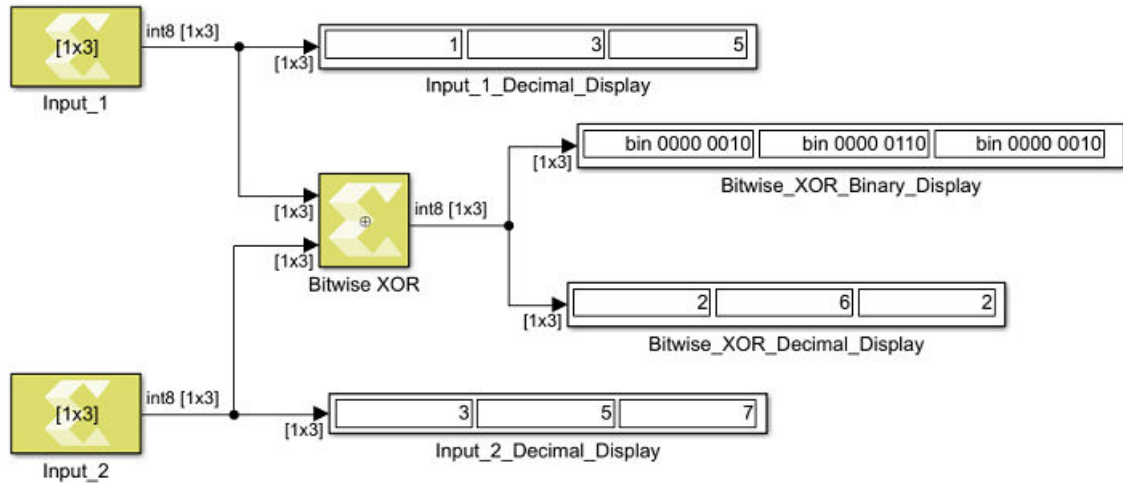 [1x3]
Input_1
int8 [1x3]
[1x3]
1 3 5
Input_1_Decimal_Display
[1x3]
bin 0000 0010 bin 0000 0110 bin 0000 0010
Bitwise_XOR_Binary_Display
[1x3]
[1x3]
Bitwise XOR
int8 [1x3]
[1x3]
2 6 2
Bitwise_XOR_Decimal_Display
[1x3]
Input_2
int8 [1x3]
[1x3]
3 5 7
Input_2_Decimal_Display